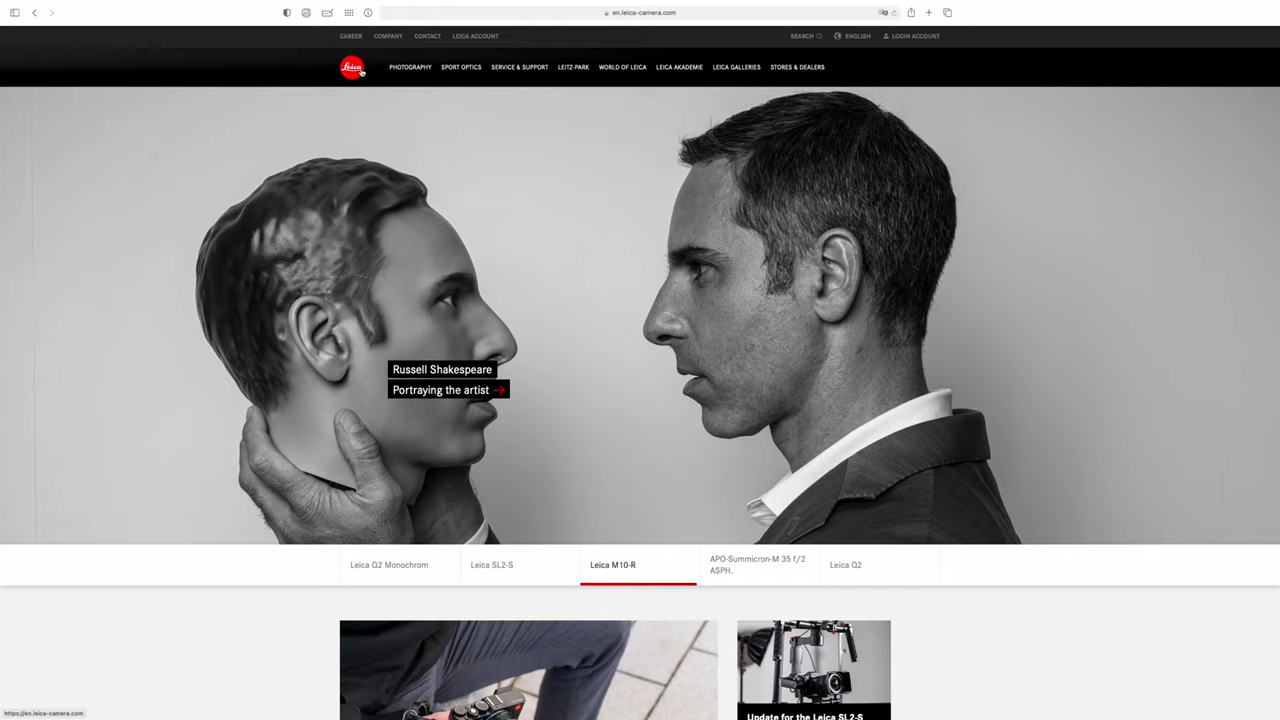 en.leica-camera.com
CAREER COMPANY CONTACT LEICA ACCOUNT SEARCH ENGLISH LOGIN ACCOUNT
Leica PHOTOGRAPHY SPORT OPTICS SERVICE & SUPPORT LEITZ-PARK WORLD OF LEICA LEICA AKADEMIE LEICA GALLERIES STORES & DEALERS
Russell Shakespeare
Portraying the artist →
Leica Q2 Monochrom Leica SL2-S Leica M10-R APO-Summicron-M 35 f/2 Leica Q2
ASPH.
Update for the Leica SL2-S
https://en.leica-camera.com